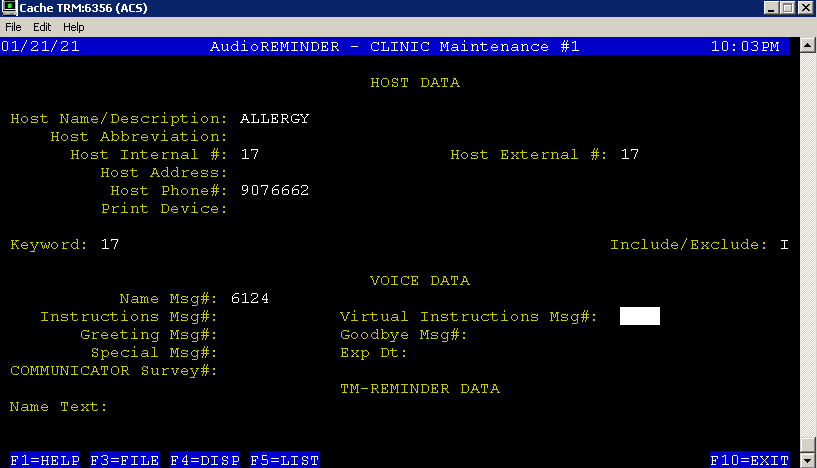 Cache TRM:6356 (ACS)
File Edit Help
01/21/21 AudioREMINDER - CLINIC Maintenance #1 10:03PM
HOST DATA
Host Name/Description: ALLERGY
Host Abbreviation:
Host Internal #: 17 Host External #: 17
Host Address:
Host Phone#: 9076662
Print Device:
Keyword: 17 Include/Exclude: I
VOICE DATA
Name Msg#: 6124
Instructions Msg#: Virtual Instructions Msg#:
Greeting Msg#: Goodbye Msg#:
Special Msg#: Exp Dt:
COMMUNICATOR Survey#:
TM-REMINDER DATA
Name Text:
F1=HELP F3=FILE F4=DISP F5=LIST F10=EXIT